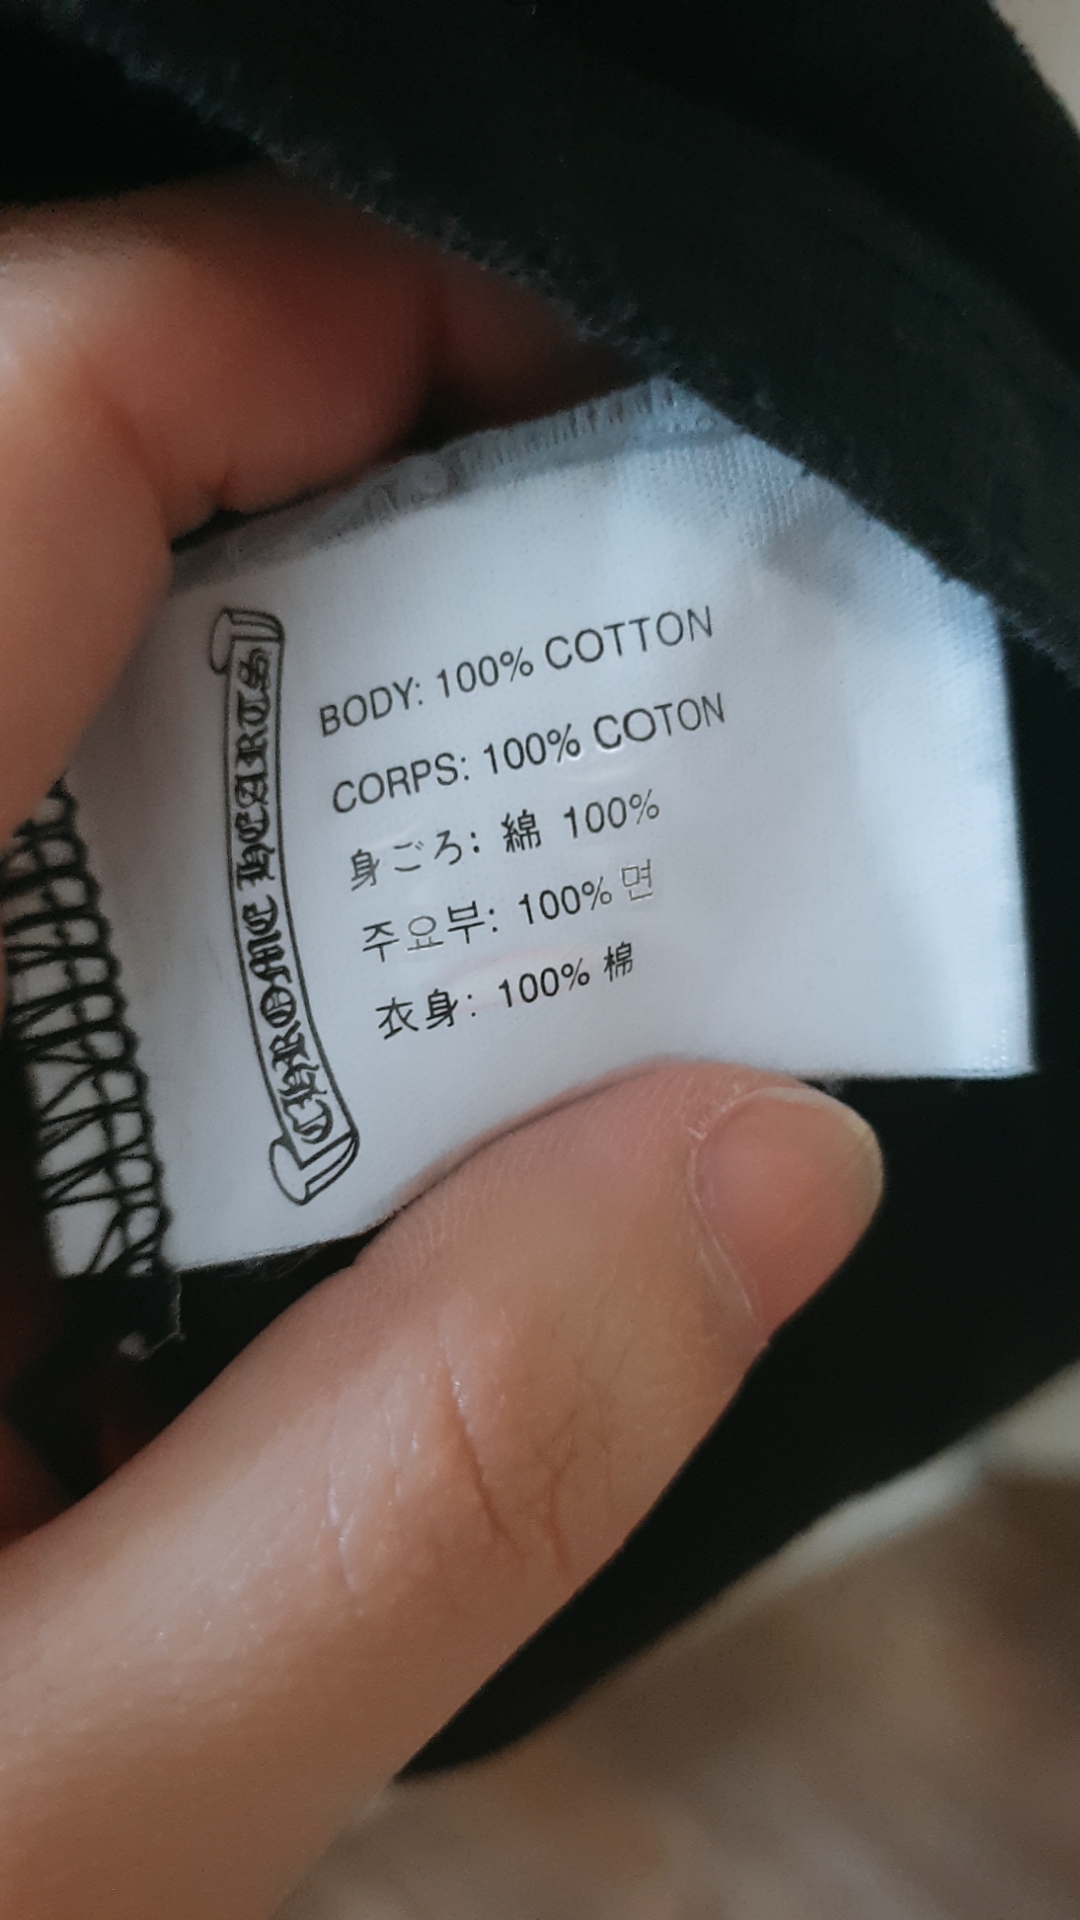 CHROME HEARTS
BODY: 100% COTTON
CORPS: 100% COTON
身ごろ: 綿 100%
주요부: 100% 면
衣身: 100% 棉